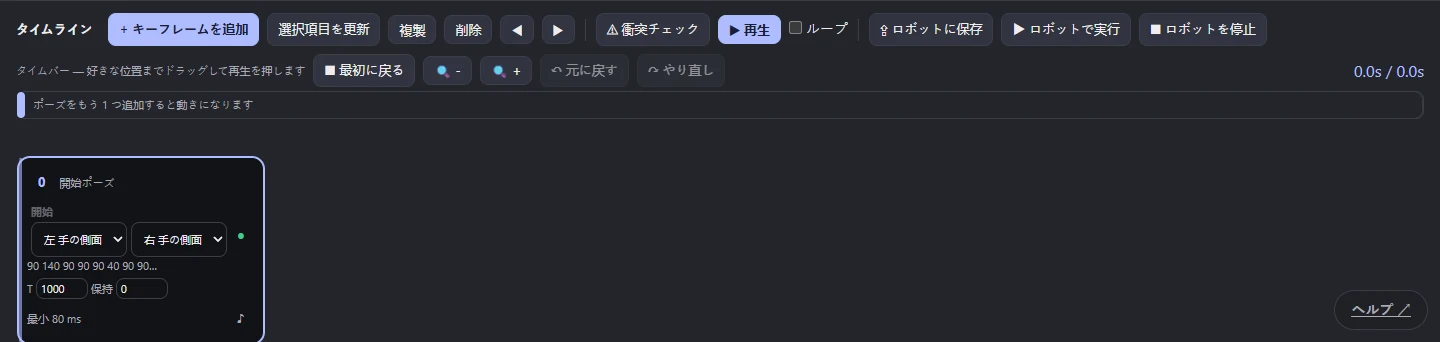 タイムライン + キーフレームを追加 選択項目を更新 複製 削除 ◀ ▶ ⚠ 衝突チェック ▶ 再生 ループ ⇪ ロボットに保存 ▶ ロボットで実行 ■ ロボットを停止
タイムバー — 好きな位置までドラッグして再生を押します ■ 最初に戻る 🔍 - 🔍 + ↶ 元に戻す ↷ やり直し 0.0s / 0.0s
ポーズをもう 1 つ追加すると動きになります
0 開始ポーズ
開始
左 手の側面 右 手の側面
90 140 90 90 90 40 90 90...
T 1000 保持 0
最小 80 ms ♪
ヘルプ ↗